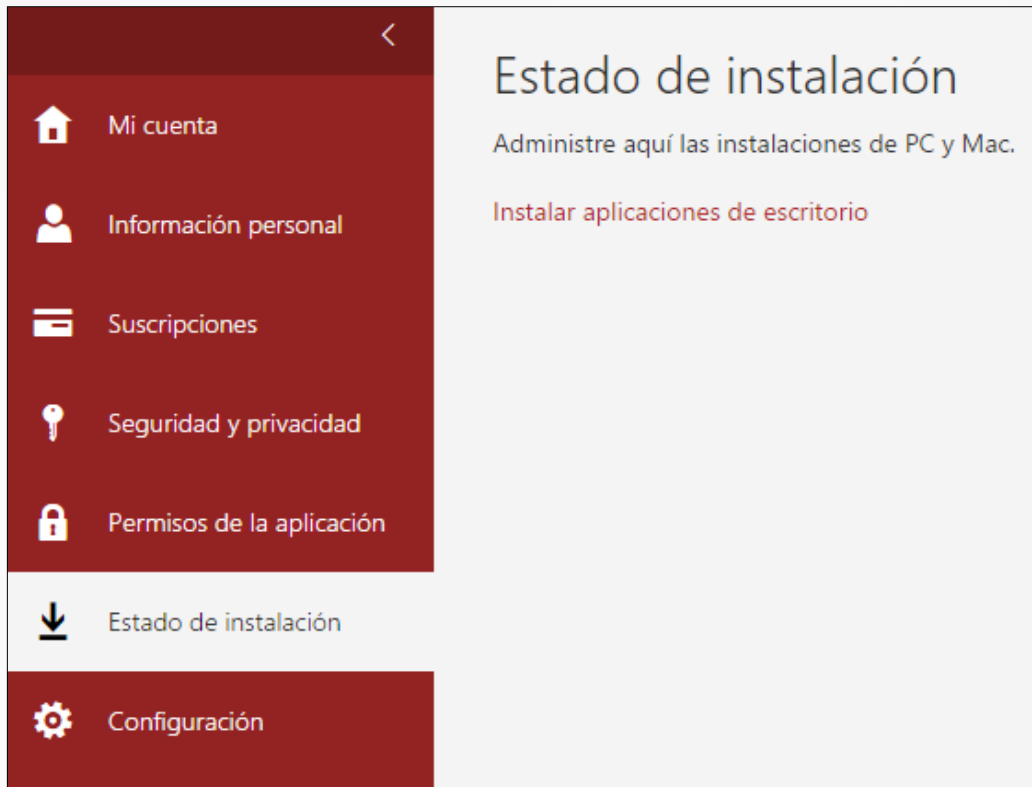 Mi cuenta
Información personal
Suscripciones
Seguridad y privacidad
Permisos de la aplicación
Estado de instalación
Configuración
Estado de instalación
Administre aquí las instalaciones de PC y Mac.
Instalar aplicaciones de escritorio